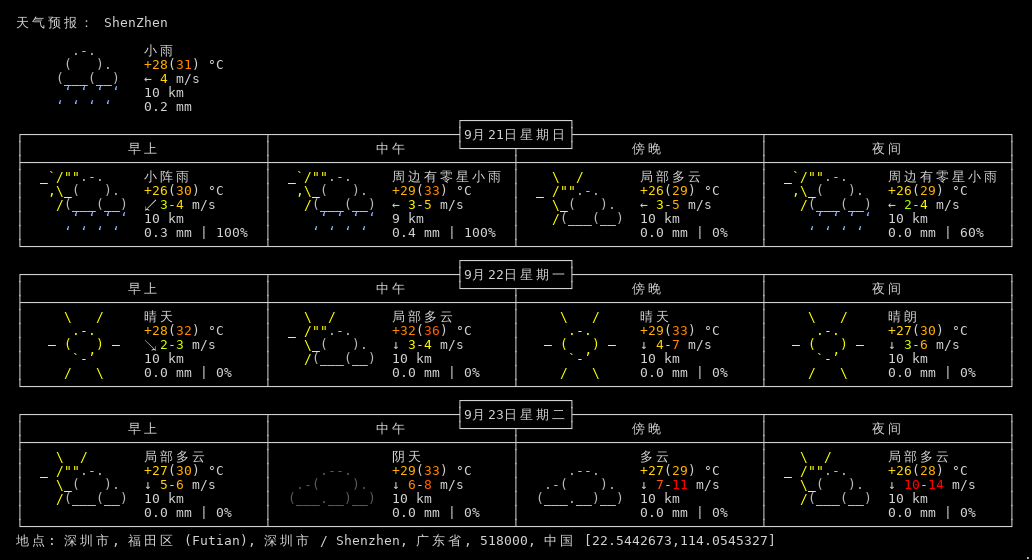 天气预报： ShenZhen
小雨
+28(31) °C
← 4 m/s
10 km
0.2 mm
9月21日星期日
早上 中午 傍晚 夜间
小阵雨 周边有零星小雨 局部多云 周边有零星小雨
+26(30) °C +29(33) °C +26(29) °C +26(29) °C
↙ 3-4 m/s ← 3-5 m/s ← 3-5 m/s ← 2-4 m/s
10 km 9 km 10 km 10 km
0.3 mm | 100% 0.4 mm | 100% 0.0 mm | 0% 0.0 mm | 60%
9月22日星期一
早上 中午 傍晚 夜间
晴天 局部多云 晴天 晴朗
+28(32) °C +32(36) °C +29(33) °C +27(30) °C
↘ 2-3 m/s ↓ 3-4 m/s ↓ 4-7 m/s ↓ 3-6 m/s
10 km 10 km 10 km 10 km
0.0 mm | 0% 0.0 mm | 0% 0.0 mm | 0% 0.0 mm | 0%
9月23日星期二
早上 中午 傍晚 夜间
局部多云 阴天 多云 局部多云
+27(30) °C +29(33) °C +27(29) °C +26(28) °C
↓ 5-6 m/s ↓ 6-8 m/s ↓ 7-11 m/s ↓ 10-14 m/s
10 km 10 km 10 km 10 km
0.0 mm | 0% 0.0 mm | 0% 0.0 mm | 0% 0.0 mm | 0%
地点: 深圳市, 福田区 (Futian), 深圳市 / Shenzhen, 广东省, 518000, 中国 [22.5442673,114.0545327]